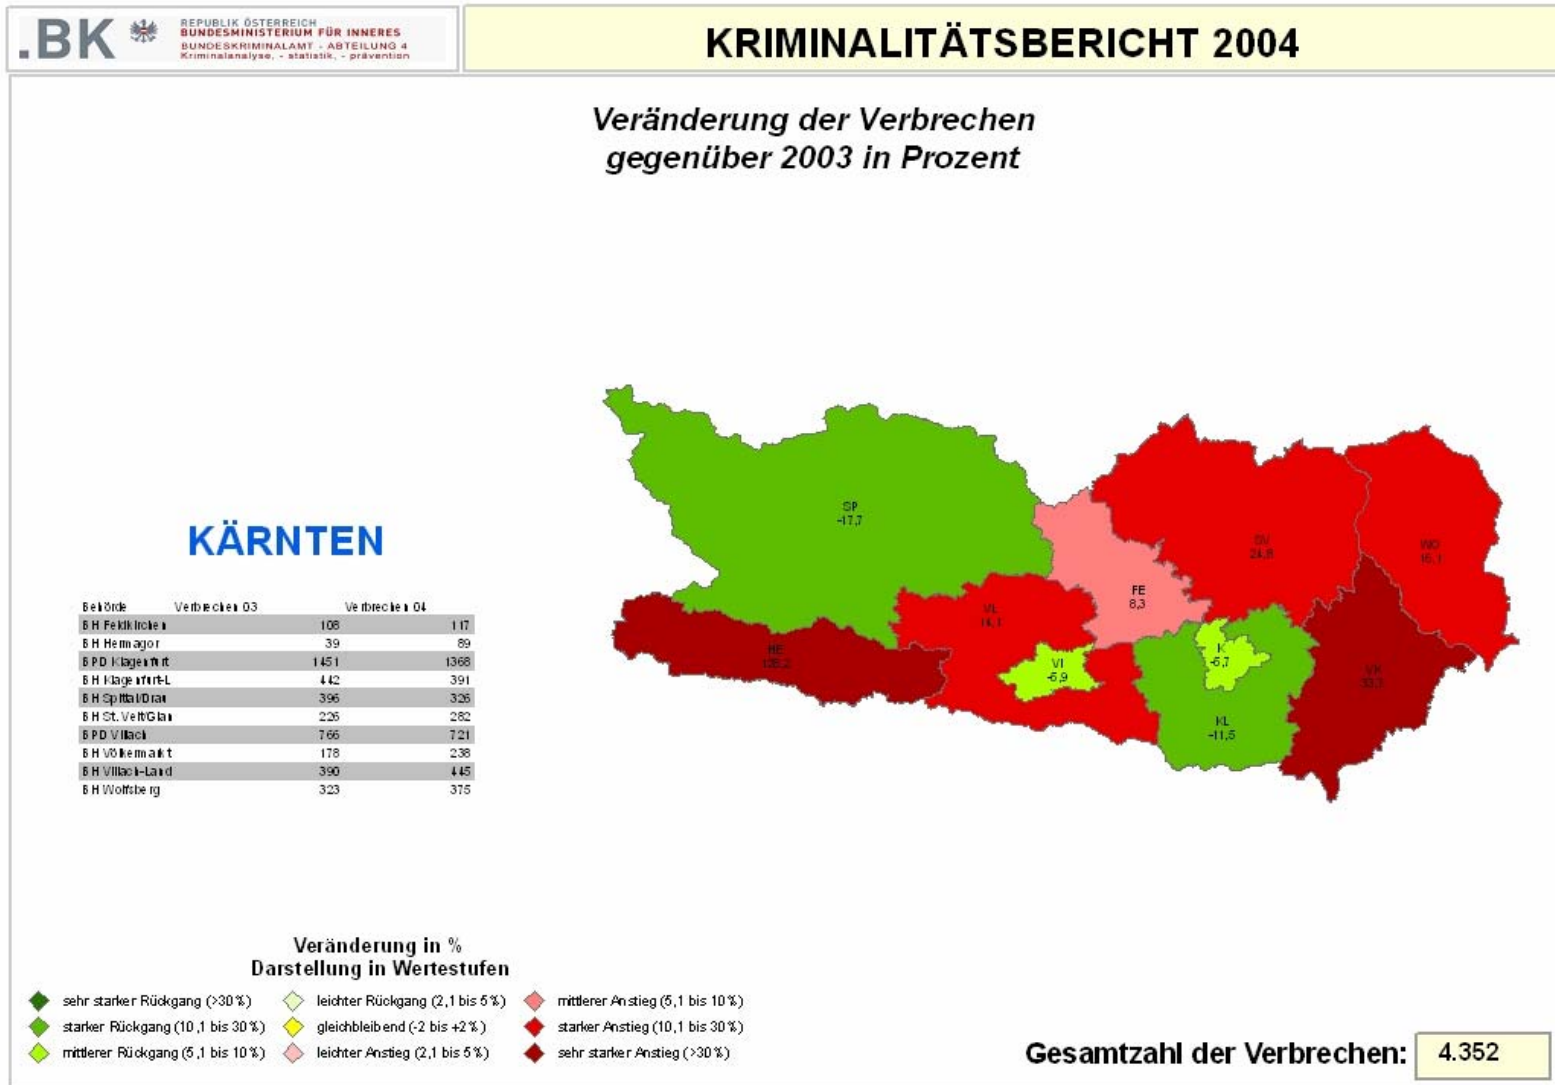 .BK
REPUBLIK ÖSTERREICH
BUNDESMINISTERIUM FÜR INNERES
BUNDESKRIMINALAMT - ABTEILUNG 4
Kriminalanalyse, - statistik, - prävention
KRIMINALITÄTSBERICHT 2004
Veränderung der Verbrechen
gegenüber 2003 in Prozent
KÄRNTEN
Behörde Verbrechen 03 Verbrechen 04
BH Feldkirchen 108 117
BH Hermagor 39 89
BPD Klagenfurt 1451 1368
BH Klagenfurt-L 442 391
BH Spittal/Drau 396 326
BH St. Veit/Glan 226 282
BPD Villach 766 721
BH Völkermarkt 178 238
BH Villach-Land 390 445
BH Wolfsberg 323 375
SP
-17,7
SV
24,8
WO
16,1
FE
8,3
VL
14,1
HE
128,2
VI
-5,9
K
-5,7
VK
33,7
KL
-11,5
Veränderung in %
Darstellung in Wertestufen
sehr starker Rückgang (>30%) leichter Rückgang (2,1 bis 5%) mittlerer Anstieg (5,1 bis 10%)
starker Rückgang (10,1 bis 30%) gleichbleibend (-2 bis +2%) starker Anstieg (10,1 bis 30%)
mittlerer Rückgang (5,1 bis 10%) leichter Anstieg (2,1 bis 5%) sehr starker Anstieg (>30%)
Gesamtzahl der Verbrechen: 4.352